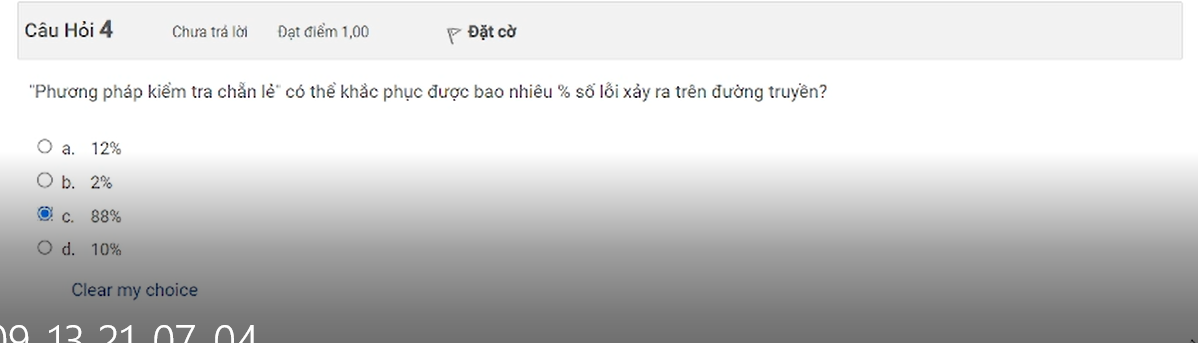 Câu Hỏi 4 Chưa trả lời Đạt điểm 1,00 Đặt cờ
"Phương pháp kiểm tra chẵn lẻ" có thể khắc phục được bao nhiêu % số lỗi xảy ra trên đường truyền?
a. 12%
b. 2%
c. 88%
d. 10%
Clear my choice
09 13 21 07 04